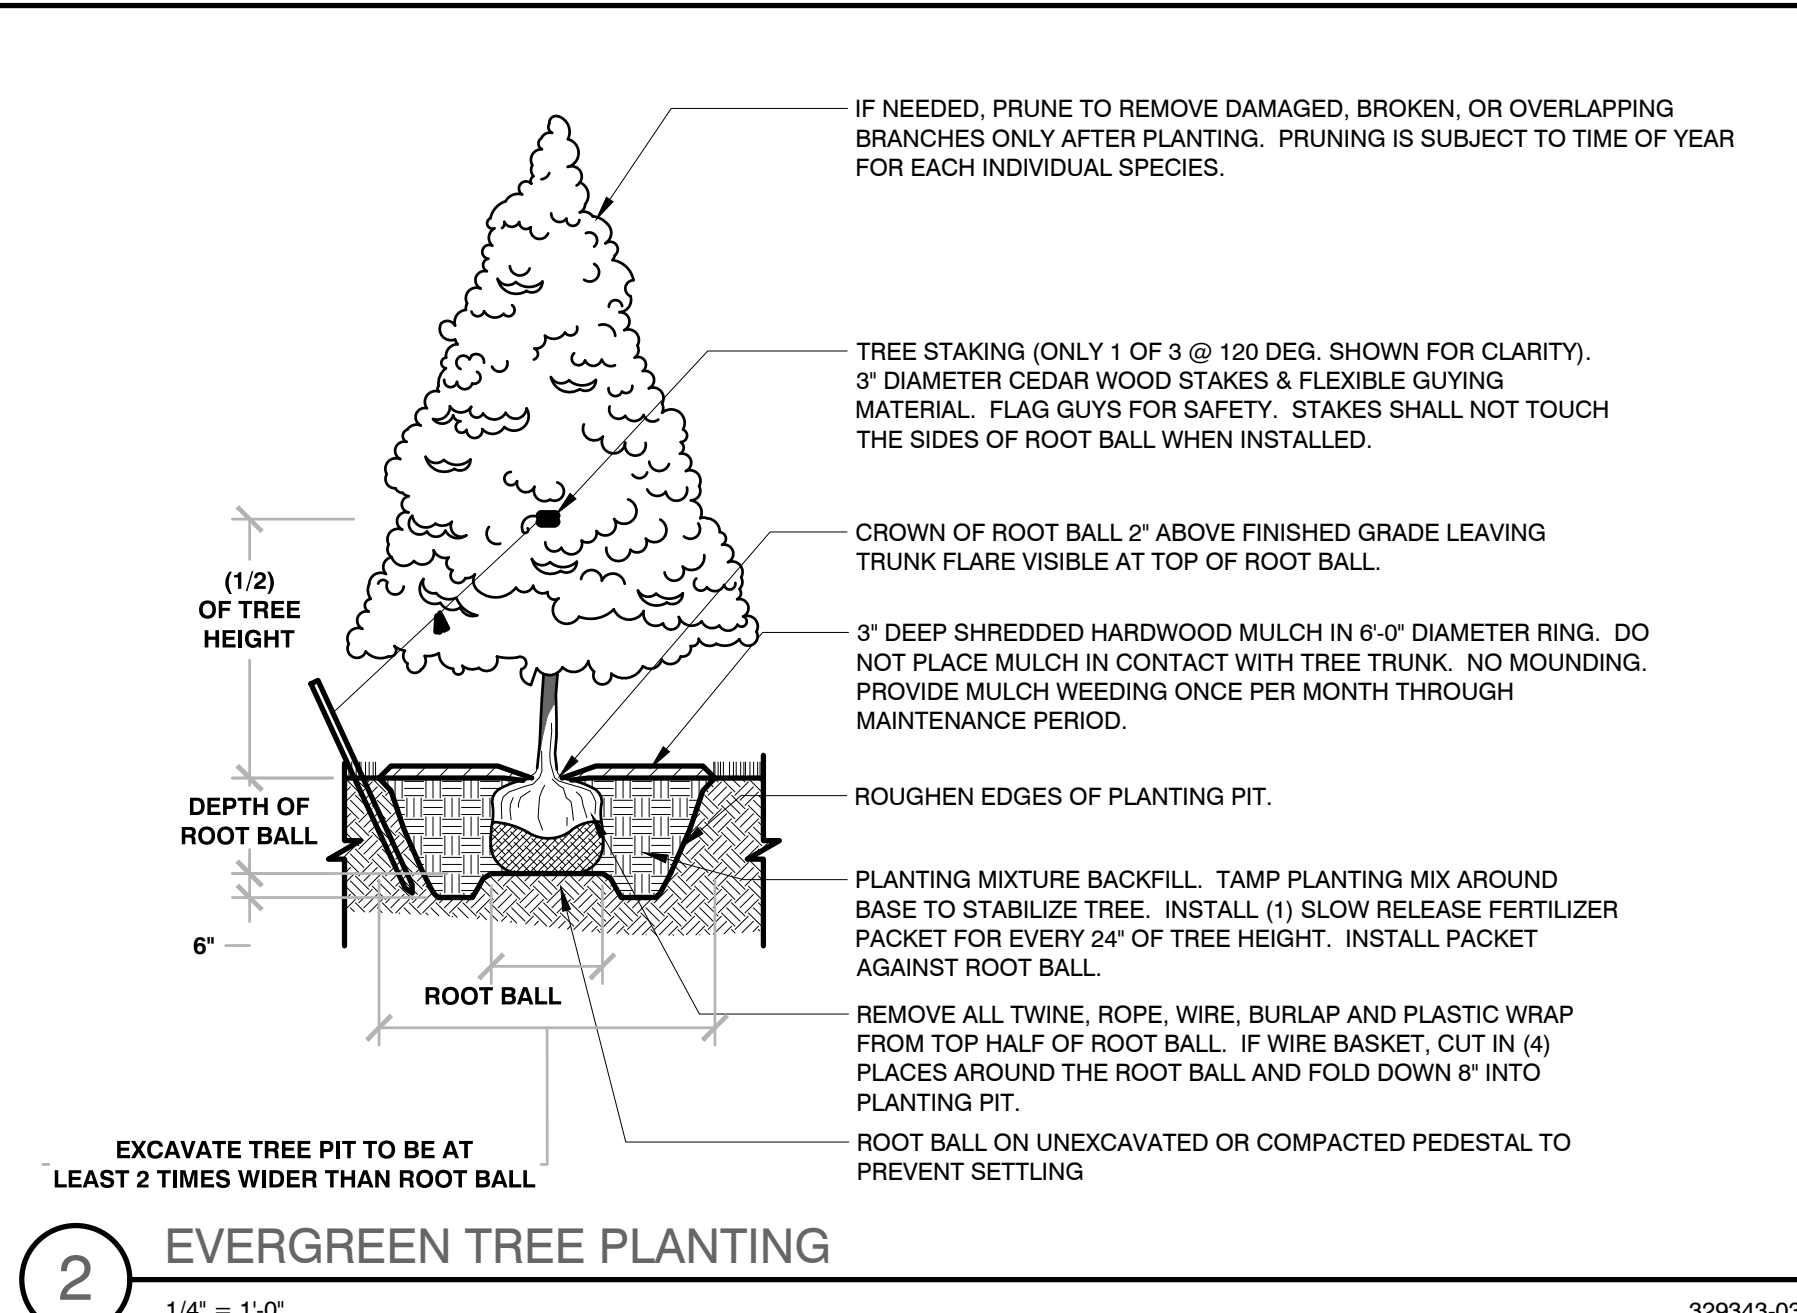 IF NEEDED, PRUNE TO REMOVE DAMAGED, BROKEN, OR OVERLAPPING
BRANCHES ONLY AFTER PLANTING. PRUNING IS SUBJECT TO TIME OF YEAR
FOR EACH INDIVIDUAL SPECIES.
TREE STAKING (ONLY 1 OF 3 @ 120 DEG. SHOWN FOR CLARITY).
3" DIAMETER CEDAR WOOD STAKES & FLEXIBLE GUYING
MATERIAL. FLAG GUYS FOR SAFETY. STAKES SHALL NOT TOUCH
THE SIDES OF ROOT BALL WHEN INSTALLED.
CROWN OF ROOT BALL 2" ABOVE FINISHED GRADE LEAVING
TRUNK FLARE VISIBLE AT TOP OF ROOT BALL.
3" DEEP SHREDDED HARDWOOD MULCH IN 6'-0" DIAMETER RING. DO
NOT PLACE MULCH IN CONTACT WITH TREE TRUNK. NO MOUNDING.
PROVIDE MULCH WEEDING ONCE PER MONTH THROUGH
MAINTENANCE PERIOD.
ROUGHEN EDGES OF PLANTING PIT.
PLANTING MIXTURE BACKFILL. TAMP PLANTING MIX AROUND
BASE TO STABILIZE TREE. INSTALL (1) SLOW RELEASE FERTILIZER
PACKET FOR EVERY 24" OF TREE HEIGHT. INSTALL PACKET
AGAINST ROOT BALL.
REMOVE ALL TWINE, ROPE, WIRE, BURLAP AND PLASTIC WRAP
FROM TOP HALF OF ROOT BALL. IF WIRE BASKET, CUT IN (4)
PLACES AROUND THE ROOT BALL AND FOLD DOWN 8" INTO
PLANTING PIT.
ROOT BALL ON UNEXCAVATED OR COMPACTED PEDESTAL TO
PREVENT SETTLING
(1/2)
OF TREE
HEIGHT
DEPTH OF
ROOT BALL
6"
ROOT BALL
EXCAVATE TREE PIT TO BE AT
LEAST 2 TIMES WIDER THAN ROOT BALL
2
EVERGREEN TREE PLANTING
1/4" = 1'-0"
329343-03